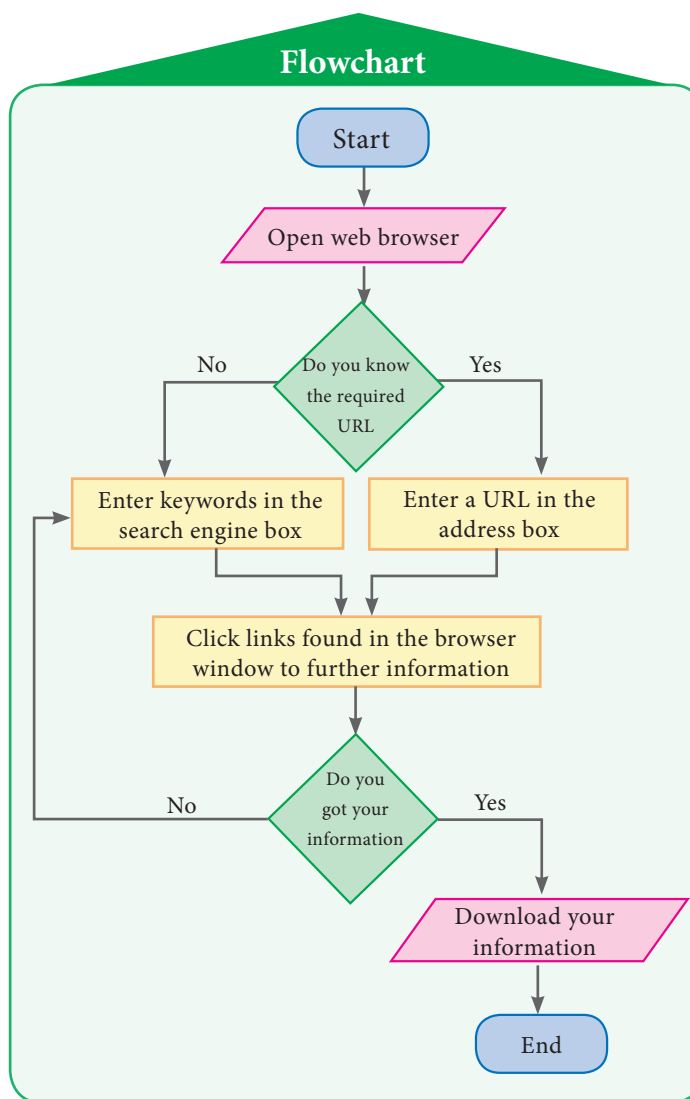 Flowchart
Start
Open web browser
Do you know
the required
URL
No
Yes
Enter keywords in the
search engine box
Enter a URL in the
address box
Click links found in the browser
window to further information
Do you
got your
information
No
Yes
Download your
information
End